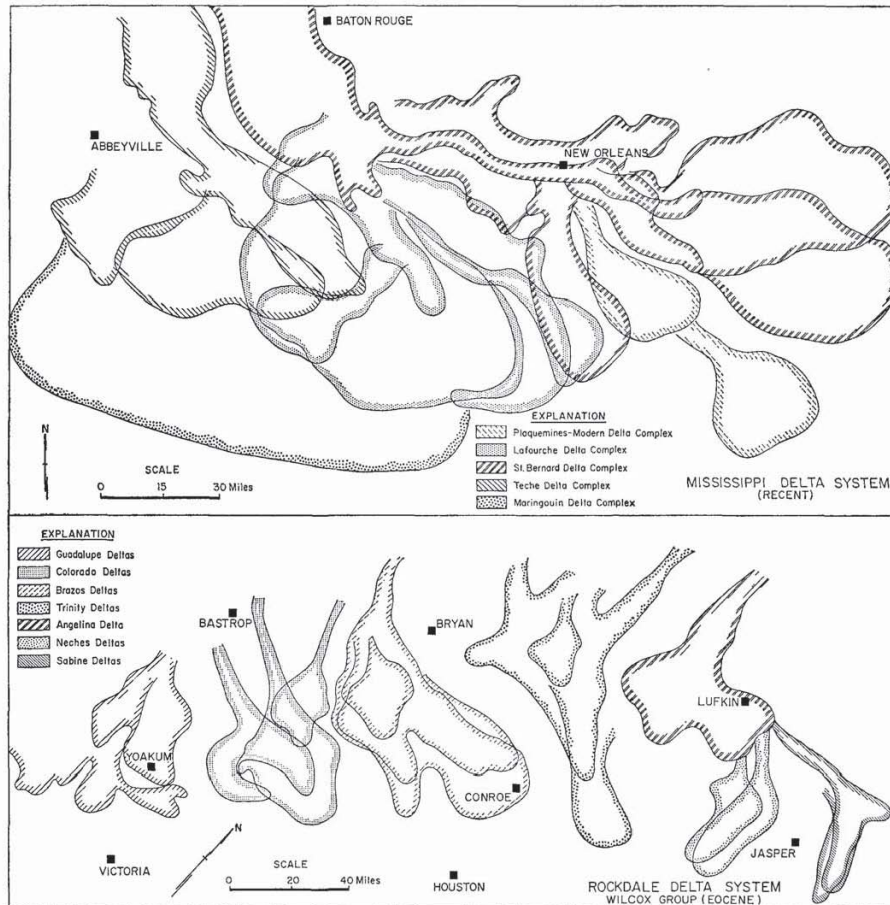 BATON ROUGE
ABBEYVILLE
NEW ORLEANS
N
SCALE
0 15 30 Miles
EXPLANATION
Plaquemines-Modern Delta Complex
Lafourche Delta Complex
St. Bernard Delta Complex
Teche Delta Complex
Maringouin Delta Complex
MISSISSIPPI DELTA SYSTEM
(RECENT)
EXPLANATION
Guadalupe Deltas
Colorado Deltas
Brazos Deltas
Trinity Deltas
Angelina Delta
Neches Deltas
Sabine Deltas
BASTROP
BRYAN
LUFKIN
YOAKUM
CONROE
JASPER
VICTORIA
N
SCALE
0 20 40 Miles
HOUSTON
ROCKDALE DELTA SYSTEM
WILCOX GROUP (EOCENE)